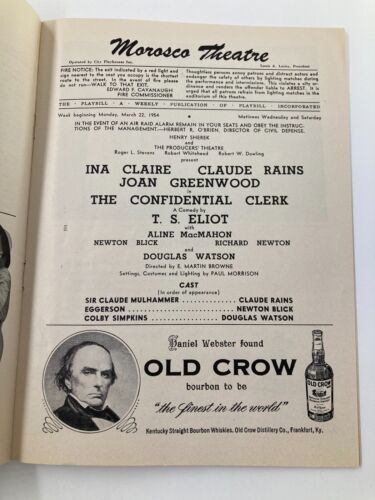 Morosco Theatre
Operated by City Playhouses Inc. Louis A. Lotito, President
FIRE NOTICE: The exit indicated by a red light and
sign nearest to the seat you occupy is the shortest
route to the street. In the event of fire please
do not run—WALK TO THAT EXIT.
EDWARD F. CAVANAUGH
FIRE COMMISSIONER
Thoughtless persons annoy patrons and distract actors and
endanger the safety of others by lighting matches during
the performance and intermissions. This violates a city or-
dinance and renders the offender liable to ARREST. It is
urged that all patrons refrain from lighting matches in the
auditorium of this theatre.
THE · PLAYBILL · A · WEEKLY · PUBLICATION · OF · PLAYBILL · INCORPORATED
Week beginning Monday, March 22, 1954 Matinees Wednesday and Saturday
IN THE EVENT OF AN AIR RAID ALARM REMAIN IN YOUR SEATS AND OBEY THE INSTRUC-
TIONS OF THE MANAGEMENT.—HERBERT R. O'BRIEN, DIRECTOR OF CIVIL DEFENSE.
HENRY SHEREK
and
THE PRODUCERS' THEATRE
Roger L. Stevens Robert Whitehead Robert W. Dowling
present
INA CLAIRE CLAUDE RAINS
JOAN GREENWOOD
in
THE CONFIDENTIAL CLERK
A Comedy by
T. S. ELIOT
with
ALINE MacMAHON
NEWTON BLICK RICHARD NEWTON
and
DOUGLAS WATSON
Directed by E. MARTIN BROWNE
Settings, Costumes and Lighting by PAUL MORRISON
CAST
(In order of appearance)
SIR CLAUDE MULHAMMER CLAUDE RAINS
EGGERSON NEWTON BLICK
COLBY SIMPKINS DOUGLAS WATSON
Daniel Webster found
OLD CROW
bourbon to be
"the finest in the world"
Kentucky Straight Bourbon Whiskies. Old Crow Distillery Co., Frankfort, Ky.
OLD CROW